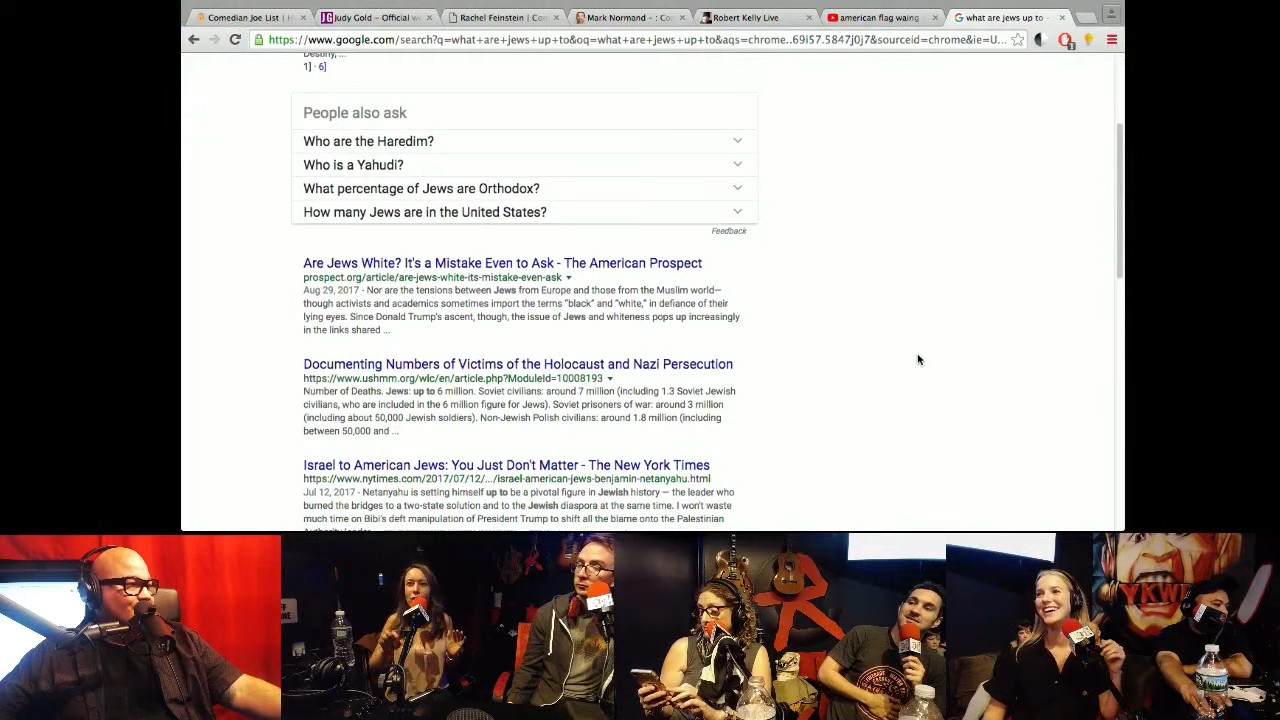 Comedian Joe List | H
Judy Gold – Official w
Rachel Feinstein | Com
Mark Normand – : Co
Robert Kelly Live
american flag waing
what are jews up to -
https://www.google.com/search?q=what+are+jews+up+to&oq=what+are+jews+up+to&aqs=chrome..69i57.5847j0j7&sourceid=chrome&ie=U...
Destiny, ...
1] · 6]
People also ask
Who are the Haredim?
Who is a Yahudi?
What percentage of Jews are Orthodox?
How many Jews are in the United States?
Feedback
Are Jews White? It's a Mistake Even to Ask - The American Prospect
prospect.org/article/are-jews-white-its-mistake-even-ask
Aug 29, 2017 - Nor are the tensions between Jews from Europe and those from the Muslim world—
though activists and academics sometimes import the terms “black” and “white,” in defiance of their
lying eyes. Since Donald Trump's ascent, though, the issue of Jews and whiteness pops up increasingly
in the links shared ...
Documenting Numbers of Victims of the Holocaust and Nazi Persecution
https://www.ushmm.org/wlc/en/article.php?ModuleId=10008193
Number of Deaths. Jews: up to 6 million. Soviet civilians: around 7 million (including 1.3 Soviet Jewish
civilians, who are included in the 6 million figure for Jews). Soviet prisoners of war: around 3 million
(including about 50,000 Jewish soldiers). Non-Jewish Polish civilians: around 1.8 million (including
between 50,000 and ...
Israel to American Jews: You Just Don't Matter - The New York Times
https://www.nytimes.com/2017/07/12/.../israel-american-jews-benjamin-netanyahu.html
Jul 12, 2017 - Netanyahu is setting himself up to be a pivotal figure in Jewish history — the leader who
burned the bridges to a two-state solution and to the Jewish diaspora at the same time. I won't waste
much time on Bibi's deft manipulation of President Trump to shift all the blame onto the Palestinian
YKW